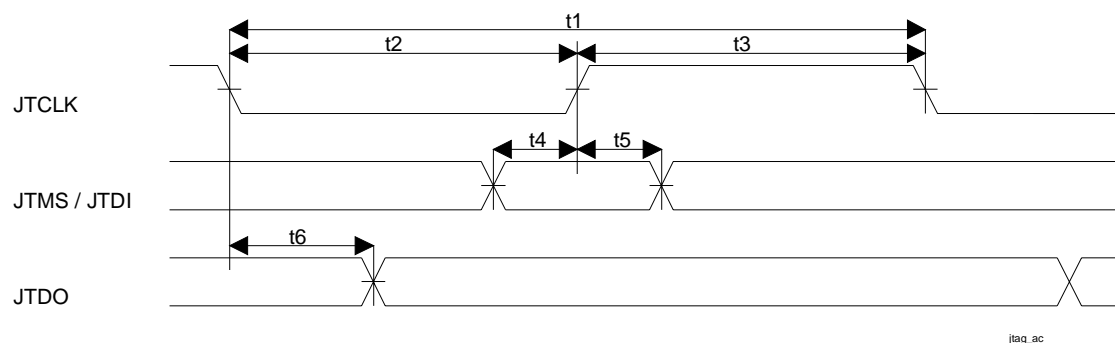 t1
t2
t3
JTCLK
t4
t5
JTMS / JTDI
t6
JTDO
jtag_ac